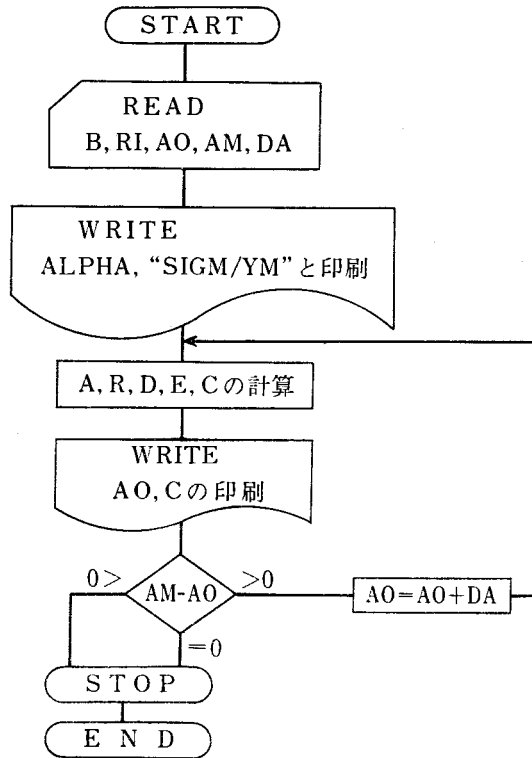 START
READ
B, RI, AO, AM, DA
WRITE
ALPHA, “SIGM/YM”と印刷
A, R, D, E, Cの計算
WRITE
AO, Cの印刷
0>
AM-AO
>0
AO=AO+DA
=0
STOP
END